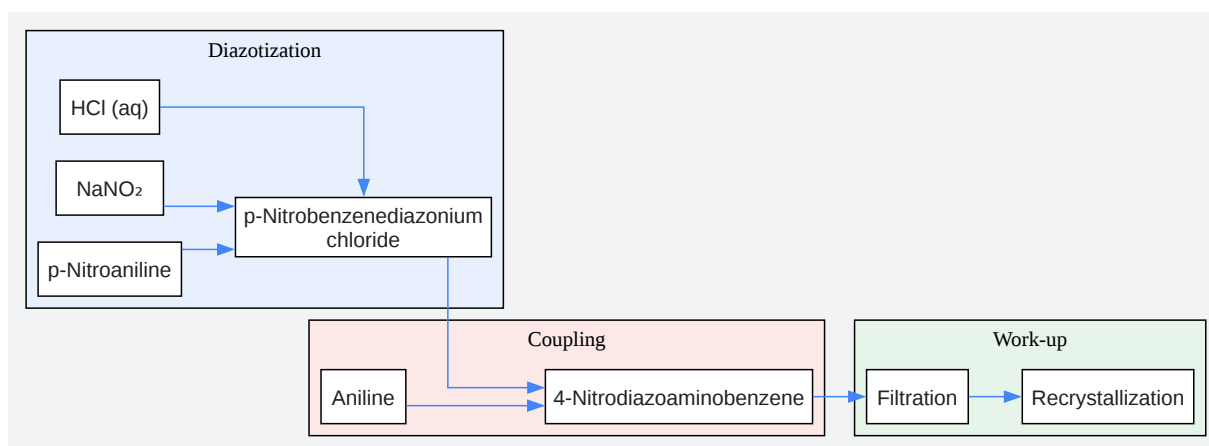 Diazotization
HCl (aq)
NaNO₂
p-Nitroaniline
p-Nitrobenzenediazonium
chloride
Coupling
Aniline
4-Nitrodiazoaminobenzene
Work-up
Filtration
Recrystallization